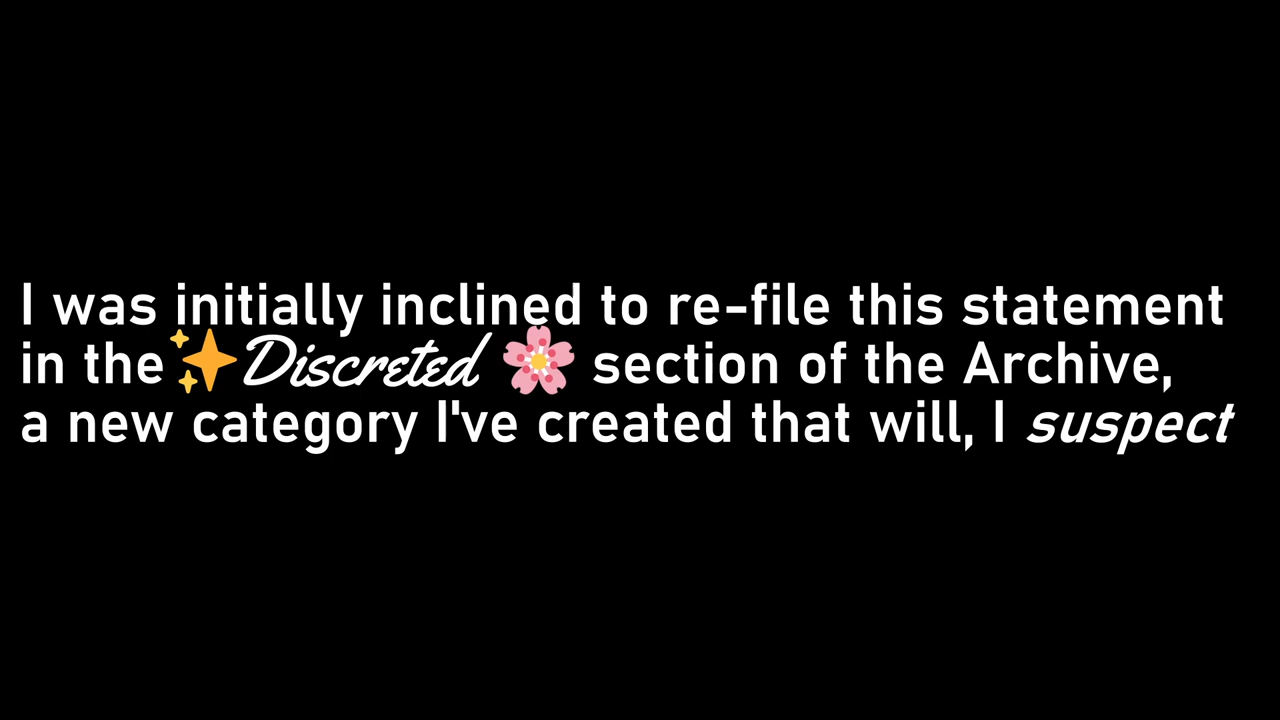 I was initially inclined to re-file this statement
in the ✨Discreted 🌸 section of the Archive,
a new category I've created that will, I suspect